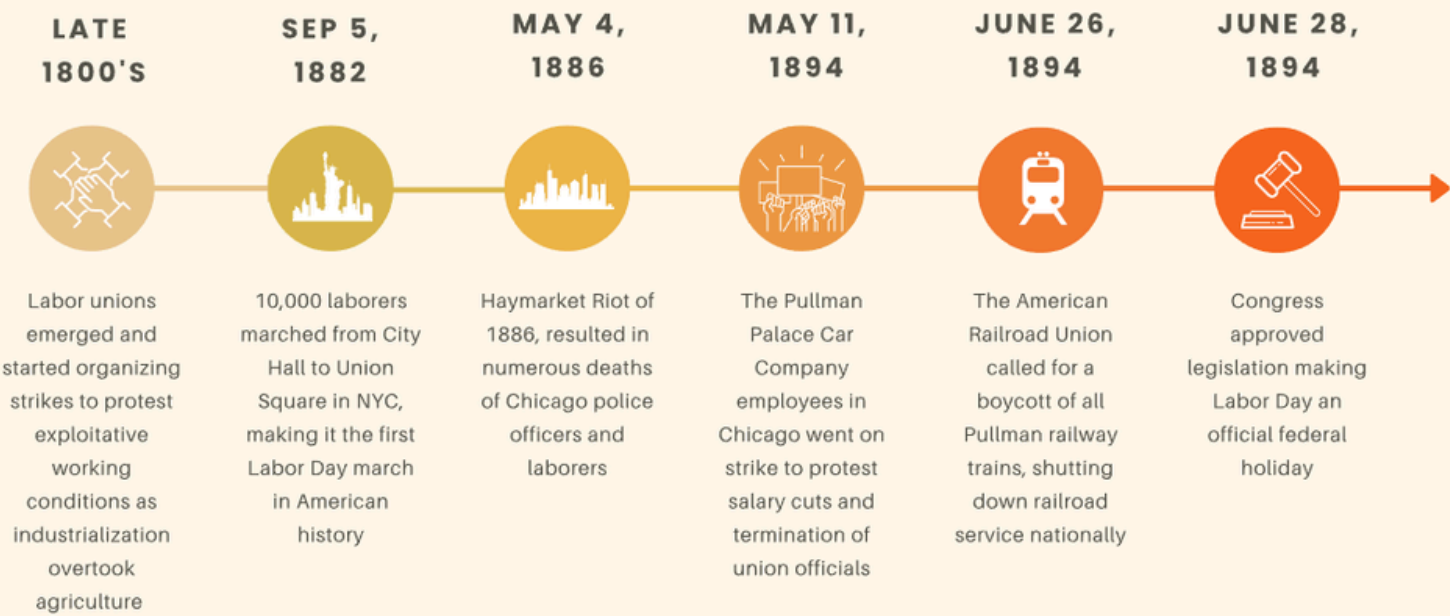 LATE
1800'S
Labor unions
emerged and
started organizing
strikes to protest
exploitative
working
conditions as
industrialization
overtook
agriculture
SEP 5,
1882
10,000 laborers
marched from City
Hall to Union
Square in NYC,
making it the first
Labor Day march
in American
history
MAY 4,
1886
Haymarket Riot of
1886, resulted in
numerous deaths
of Chicago police
officers and
laborers
MAY 11,
1894
The Pullman
Palace Car
Company
employees in
Chicago went on
strike to protest
salary cuts and
termination of
union officials
JUNE 26,
1894
The American
Railroad Union
called for a
boycott of all
Pullman railway
trains, shutting
down railroad
service nationally
JUNE 28,
1894
Congress
approved
legislation making
Labor Day an
official federal
holiday